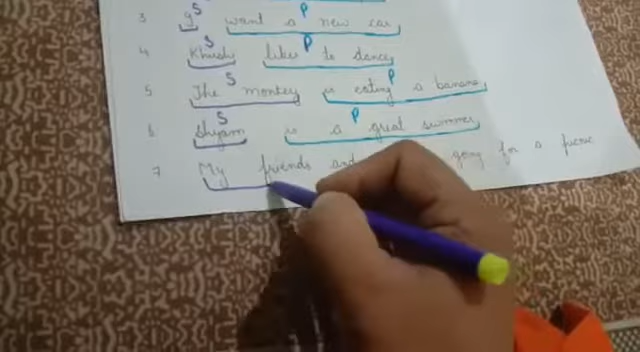 P
3 S
want a new car
S P
4 Khush likes to dance
S P
5 The monkey is eating a banana
S P
6 Shyam is a great swimmer
7 My friends and going for a picnic